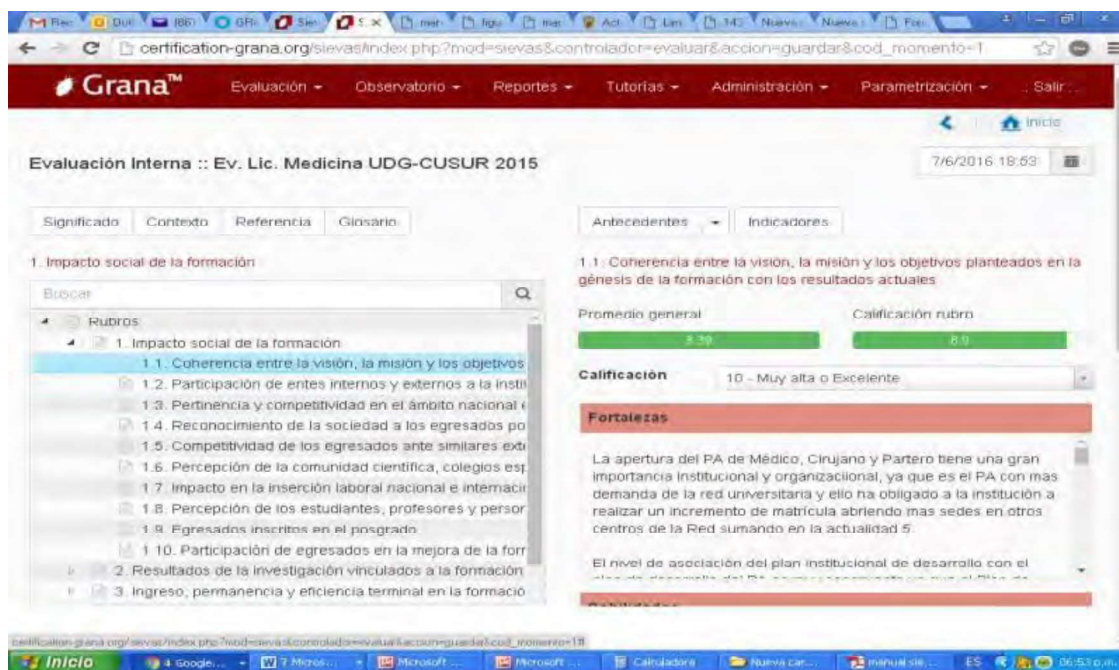 certification-grana.org/sievas/index.php?mod=sievas&controlador=evaluar&accion=guardar&cod_momento=1
Grana™
Evaluación
Observatorio
Reportes
Tutorías
Administración
Parametrización
Salir
Inicio
Evaluación Interna :: Ev. Lic. Medicina UDG-CUSUR 2015
7/6/2016 18:53
Significado
Contexto
Referencia
Glosario
1. Impacto social de la formación
Buscar
Rubros
1. Impacto social de la formación
1.1. Coherencia entre la visión, la misión y los objetivos
1.2. Participación de entes internos y externos a la insti
1.3. Pertinencia y competitividad en el ámbito nacional e
1.4. Reconocimiento de la sociedad a los egresados po
1.5. Competitividad de los egresados ante similares exte
1.6. Percepción de la comunidad científica, colegios esp
1.7. Impacto en la inserción laboral nacional e internacio
1.8. Percepción de los estudiantes, profesores y person
1.9. Egresados inscritos en el posgrado
1.10. Participación de egresados en la mejora de la form
2. Resultados de la investigación vinculados a la formación
3. Ingreso, permanencia y eficiencia terminal en la formació
Antecedentes
Indicadores
1.1. Coherencia entre la visión, la misión y los objetivos planteados en la
génesis de la formación con los resultados actuales
Promedio general
Calificación rubro
8.9
Calificación
10 - Muy alta o Excelente
Fortalezas
La apertura del PA de Médico, Cirujano y Partero tiene una gran
importancia institucional y organizaciional, ya que es el PA con mas
demanda de la red universitaria y ello ha obligado a la institución a
realizar un incremento de matrícula abriendo mas sedes en otros
centros de la Red sumando en la actualidad 5.
El nivel de asociación del plan institucional de desarrollo con el
Inicio
4 Google...
7 Micros...
Microsoft ...
Microsoft ...
Calculadora
Nueva car...
manual sie...
ES
06:53 p.m.